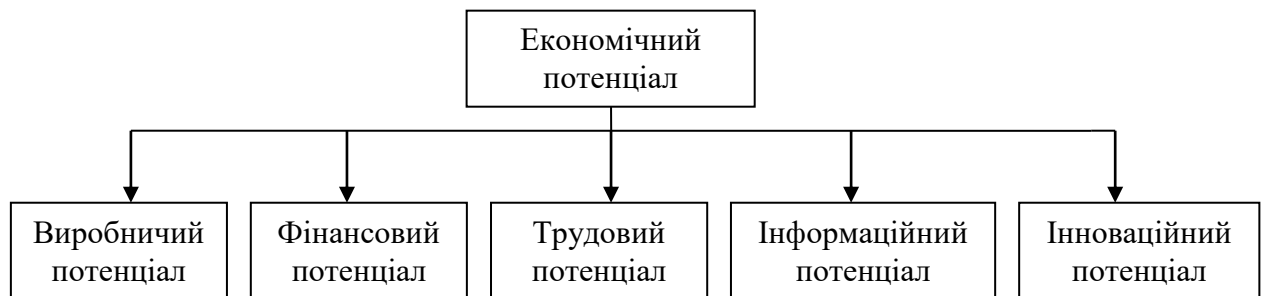 Економічний
потенціал
Виробничий
потенціал
Фінансовий
потенціал
Трудовий
потенціал
Інформаційний
потенціал
Інноваційний
потенціал